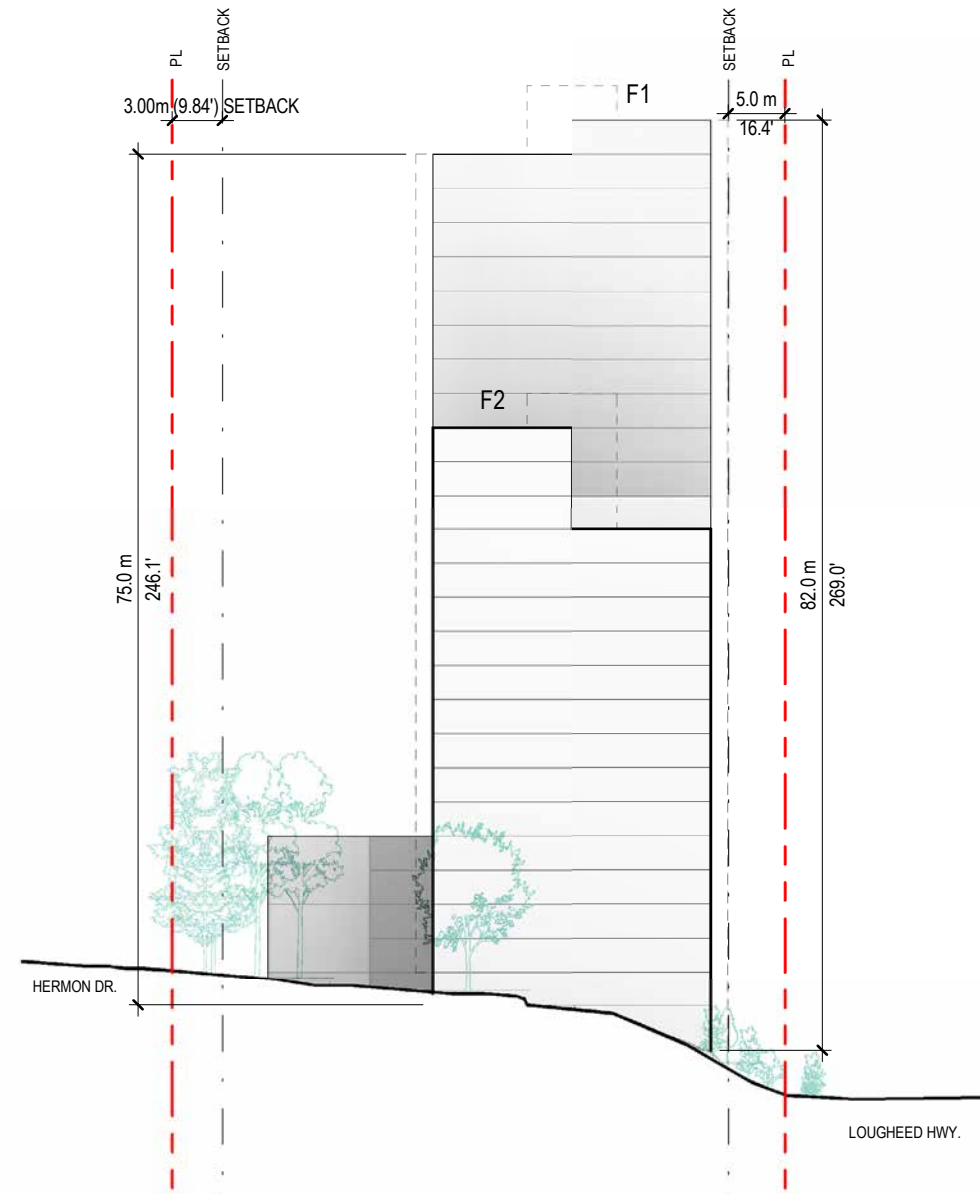 PL
SETBACK
SETBACK
PL
3.00m (9.84') SETBACK
F1
5.0 m
16.4'
F2
75.0 m
246.1'
82.0 m
269.0'
HERMON DR.
LOUGHEED HWY.